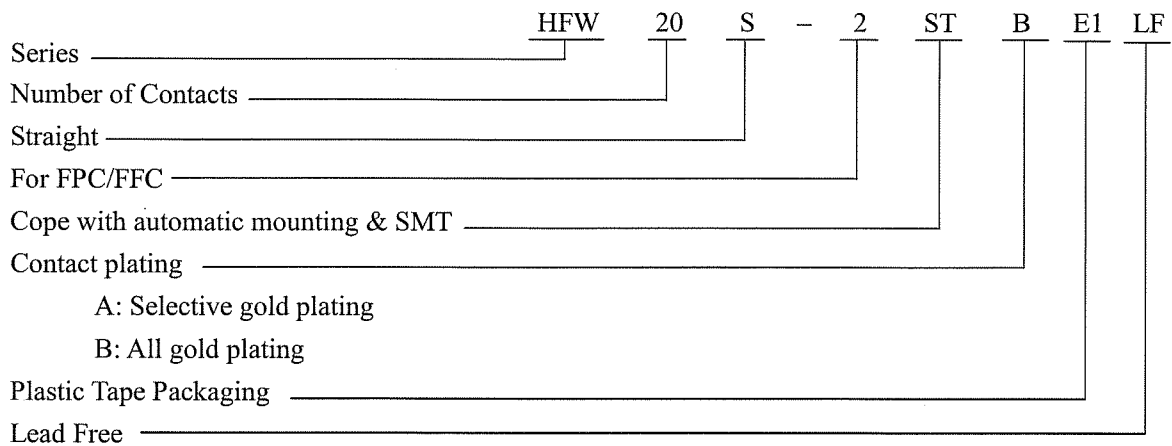 HFW 20 S – 2 ST B E1 LF
Series
Number of Contacts
Straight
For FPC/FFC
Cope with automatic mounting & SMT
Contact plating
A: Selective gold plating
B: All gold plating
Plastic Tape Packaging
Lead Free